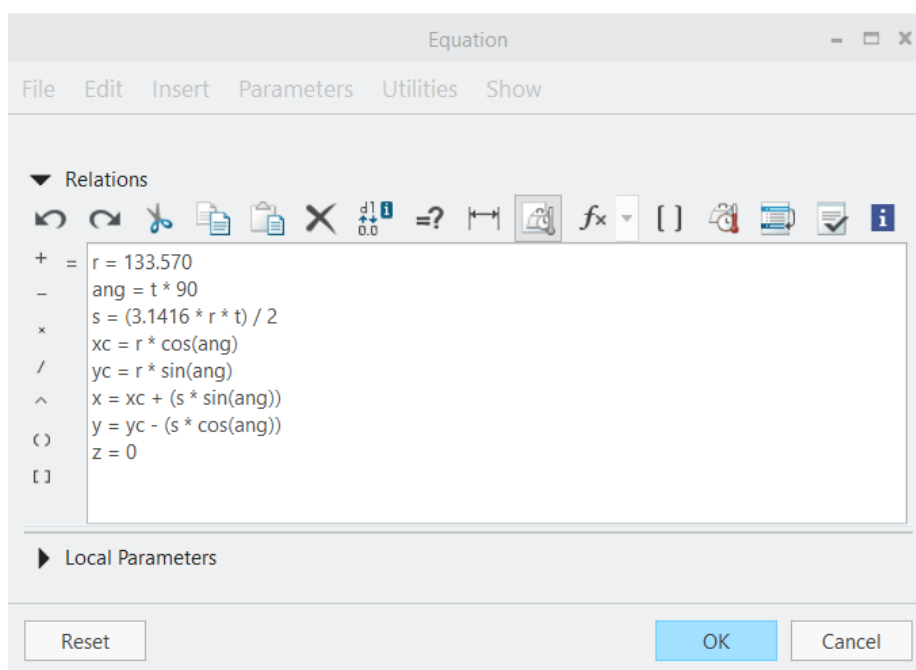 Equation
File Edit Insert Parameters Utilities Show
Relations
d1 0.0 i =? fx [ ] i
+ =
−
×
/
^
( )
[ ]
r = 133.570
ang = t * 90
s = (3.1416 * r * t) / 2
xc = r * cos(ang)
yc = r * sin(ang)
x = xc + (s * sin(ang))
y = yc - (s * cos(ang))
z = 0
Local Parameters
Reset OK Cancel